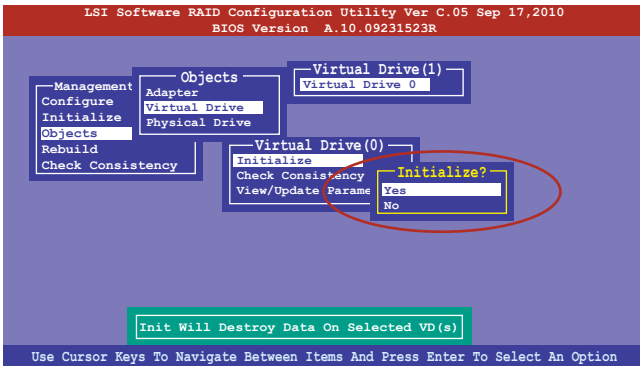 LSI Software RAID Configuration Utility Ver C.05 Sep 17,2010
BIOS Version A.10.09231523R
Management
Configure
Initialize
Objects
Rebuild
Check Consistency
Objects
Adapter
Virtual Drive
Physical Drive
Virtual Drive(1)
Virtual Drive 0
Virtual Drive(0)
Initialize
Check Consistency
View/Update Parame
Initialize?
Yes
No
Init Will Destroy Data On Selected VD(s)
Use Cursor Keys To Navigate Between Items And Press Enter To Select An Option